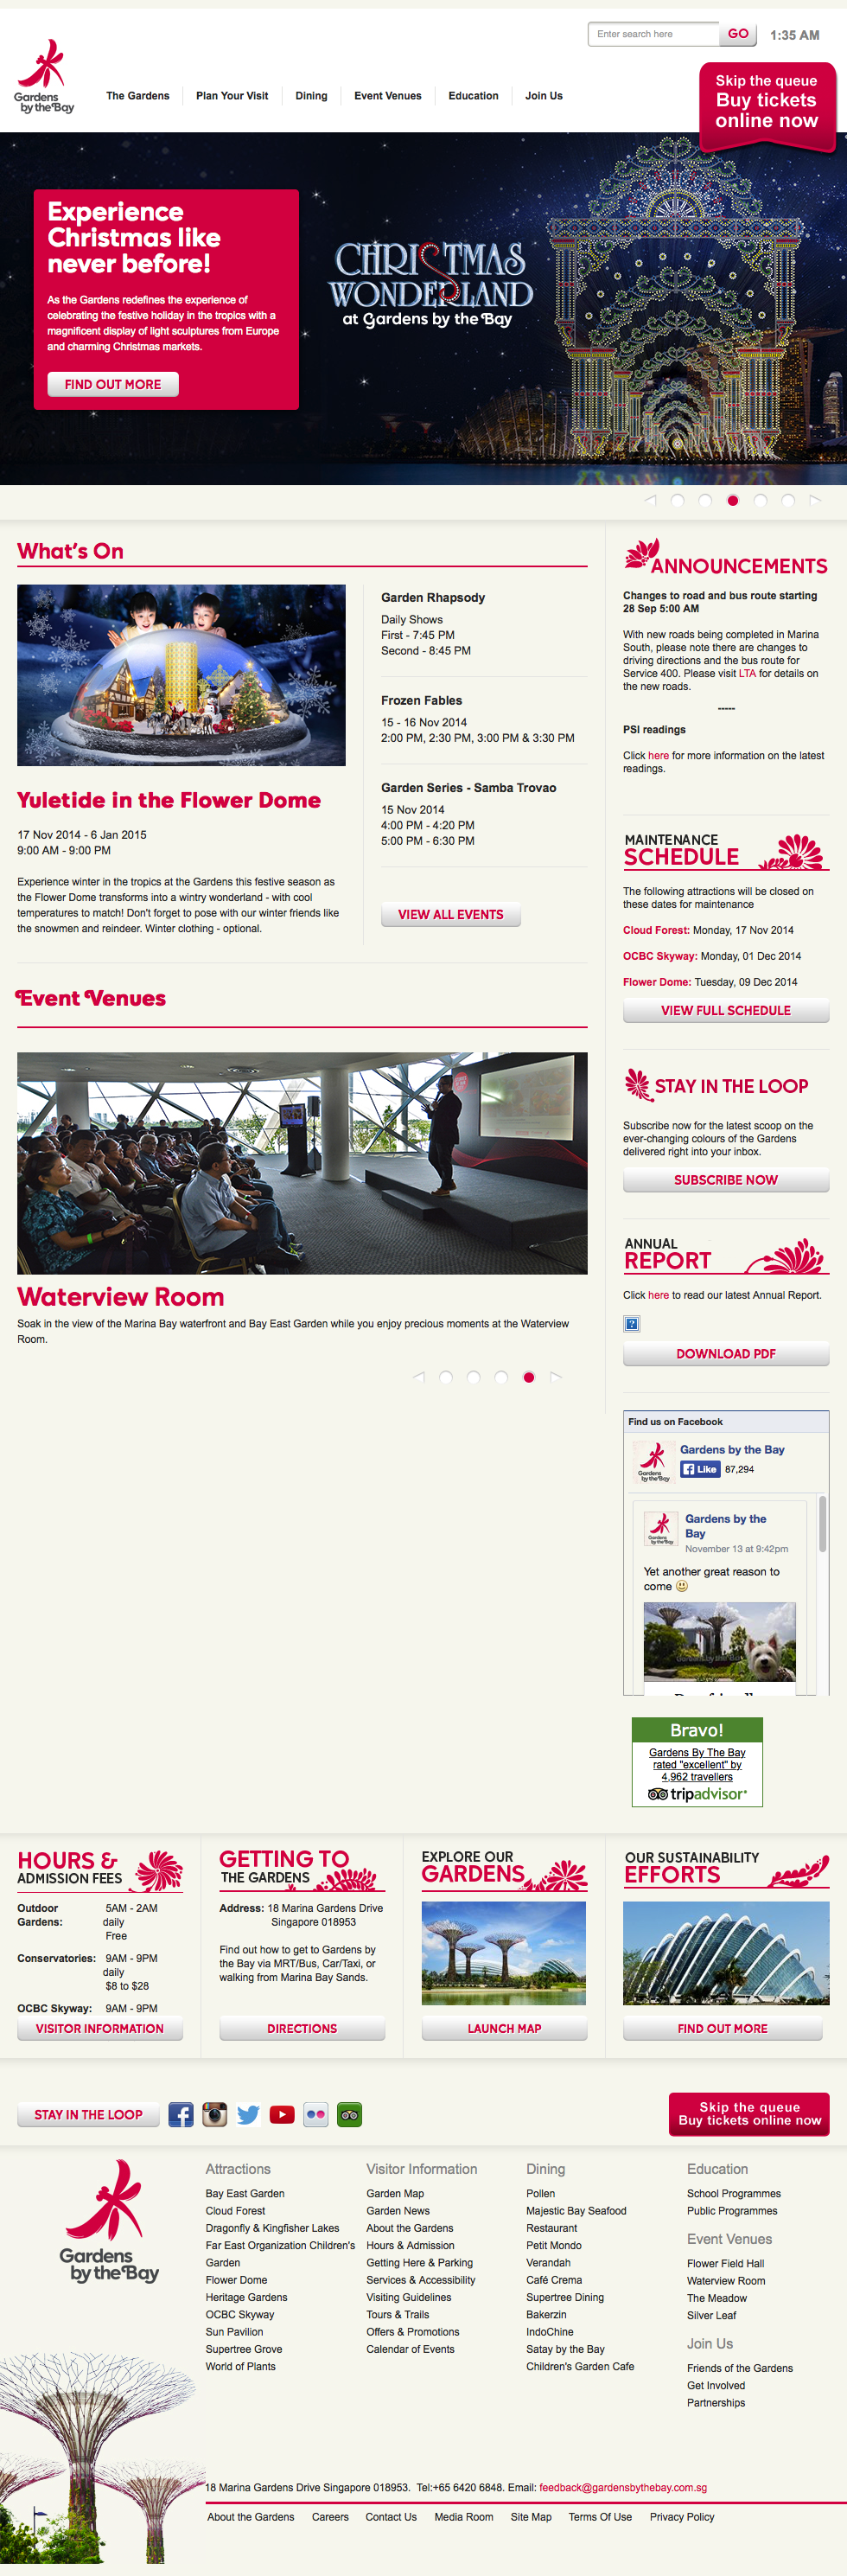 Enter search here
GO
1:35 AM
Gardens
by the Bay
The Gardens
Plan Your Visit
Dining
Event Venues
Education
Join Us
Skip the queue
Buy tickets
online now
Experience
Christmas like
never before!
As the Gardens redefines the experience of
celebrating the festive holiday in the tropics with a
magnificent display of light sculptures from Europe
and charming Christmas markets.
FIND OUT MORE
CHRISTMAS
WONDERLAND
at Gardens by the Bay
What's On
Yuletide in the Flower Dome
17 Nov 2014 - 6 Jan 2015
9:00 AM - 9:00 PM
Experience winter in the tropics at the Gardens this festive season as
the Flower Dome transforms into a wintry wonderland - with cool
temperatures to match! Don't forget to pose with our winter friends like
the snowmen and reindeer. Winter clothing - optional.
Garden Rhapsody
Daily Shows
First - 7:45 PM
Second - 8:45 PM
Frozen Fables
15 - 16 Nov 2014
2:00 PM, 2:30 PM, 3:00 PM & 3:30 PM
Garden Series - Samba Trovao
15 Nov 2014
4:00 PM - 4:20 PM
5:00 PM - 6:30 PM
VIEW ALL EVENTS
Event Venues
Waterview Room
Soak in the view of the Marina Bay waterfront and Bay East Garden while you enjoy precious moments at the Waterview
Room.
ANNOUNCEMENTS
Changes to road and bus route starting
28 Sep 5:00 AM
With new roads being completed in Marina
South, please note there are changes to
driving directions and the bus route for
Service 400. Please visit LTA for details on
the new roads.
-----
PSI readings
Click here for more information on the latest
readings.
MAINTENANCE
SCHEDULE
The following attractions will be closed on
these dates for maintenance
Cloud Forest: Monday, 17 Nov 2014
OCBC Skyway: Monday, 01 Dec 2014
Flower Dome: Tuesday, 09 Dec 2014
VIEW FULL SCHEDULE
STAY IN THE LOOP
Subscribe now for the latest scoop on the
ever-changing colours of the Gardens
delivered right into your inbox.
SUBSCRIBE NOW
ANNUAL
REPORT
Click here to read our latest Annual Report.
?
DOWNLOAD PDF
Find us on Facebook
Gardens by the Bay
Like 87,294
Gardens by the Bay
Gardens by the
Bay
November 13 at 9:42pm
Yet another great reason to
come
Bravo!
Gardens By The Bay
rated "excellent" by
4,962 travellers
tripadvisor
HOURS &
ADMISSION FEES
Outdoor Gardens: 5AM - 2AM
daily
Free
Conservatories: 9AM - 9PM
daily
$8 to $28
OCBC Skyway: 9AM - 9PM
VISITOR INFORMATION
GETTING TO
THE GARDENS
Address: 18 Marina Gardens Drive
Singapore 018953
Find out how to get to Gardens by
the Bay via MRT/Bus, Car/Taxi, or
walking from Marina Bay Sands.
DIRECTIONS
EXPLORE OUR
GARDENS
LAUNCH MAP
OUR SUSTAINABILITY
EFFORTS
FIND OUT MORE
STAY IN THE LOOP
Skip the queue
Buy tickets online now
Gardens
by the Bay
Attractions
Bay East Garden
Cloud Forest
Dragonfly & Kingfisher Lakes
Far East Organization Children's
Garden
Flower Dome
Heritage Gardens
OCBC Skyway
Sun Pavilion
Supertree Grove
World of Plants
Visitor Information
Garden Map
Garden News
About the Gardens
Hours & Admission
Getting Here & Parking
Services & Accessibility
Visiting Guidelines
Tours & Trails
Offers & Promotions
Calendar of Events
Dining
Pollen
Majestic Bay Seafood
Restaurant
Petit Mondo
Verandah
Café Crema
Supertree Dining
Bakerzin
IndoChine
Satay by the Bay
Children's Garden Cafe
Education
School Programmes
Public Programmes
Event Venues
Flower Field Hall
Waterview Room
The Meadow
Silver Leaf
Join Us
Friends of the Gardens
Get Involved
Partnerships
18 Marina Gardens Drive Singapore 018953. Tel:+65 6420 6848. Email: feedback@gardensbythebay.com.sg
About the Gardens
Careers
Contact Us
Media Room
Site Map
Terms Of Use
Privacy Policy